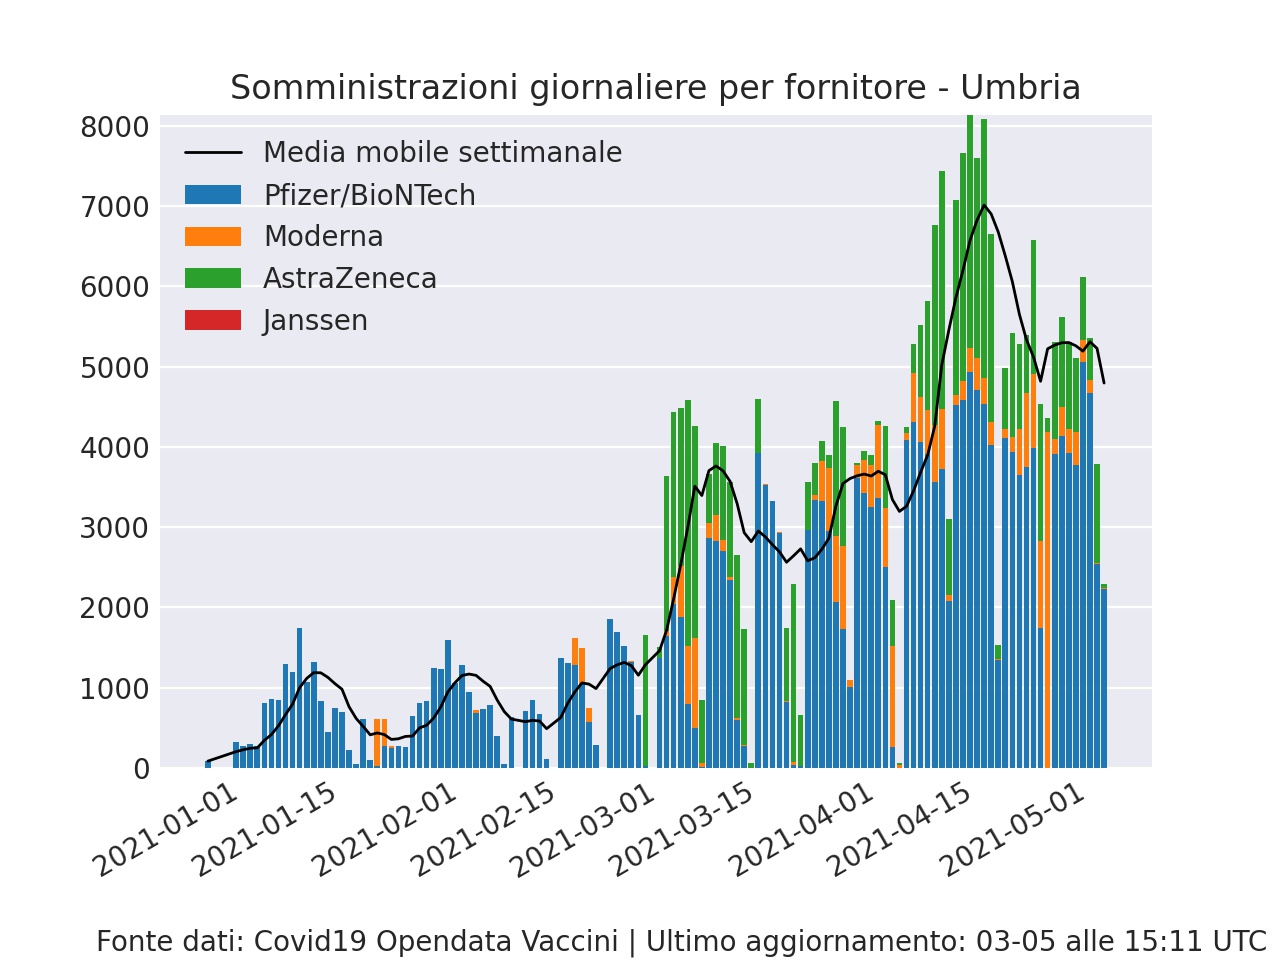 Somministrazioni giornaliere per fornitore - Umbria
8000
7000
6000
5000
4000
3000
2000
1000
0
Media mobile settimanale
Pfizer/BioNTech
Moderna
AstraZeneca
Janssen
2021-01-01
2021-01-15
2021-02-01
2021-02-15
2021-03-01
2021-03-15
2021-04-01
2021-04-15
2021-05-01
Fonte dati: Covid19 Opendata Vaccini | Ultimo aggiornamento: 03-05 alle 15:11 UTC